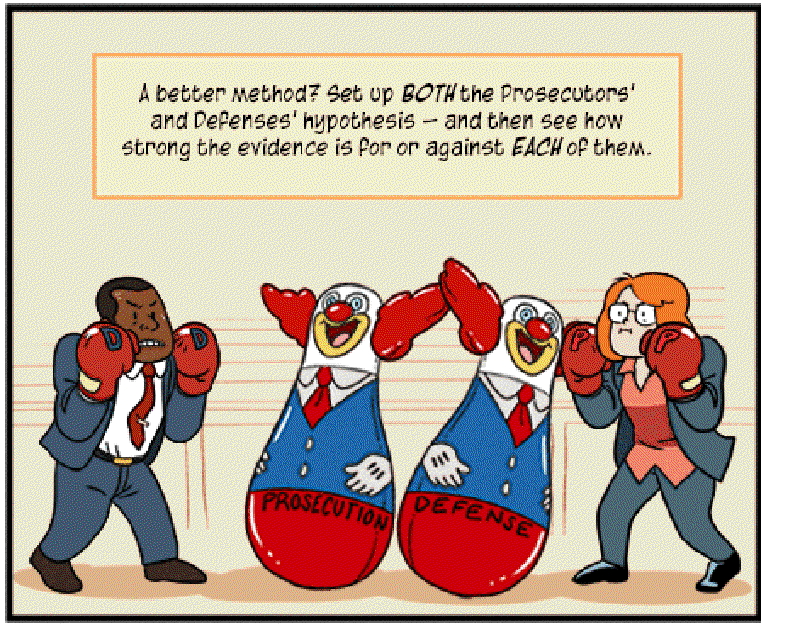 A better method? Set up BOTH the Prosecutors'
and Defenses' hypothesis – and then see how
strong the evidence is for or against EACH of them.
D D
P P
PROSECUTION
DEFENSE